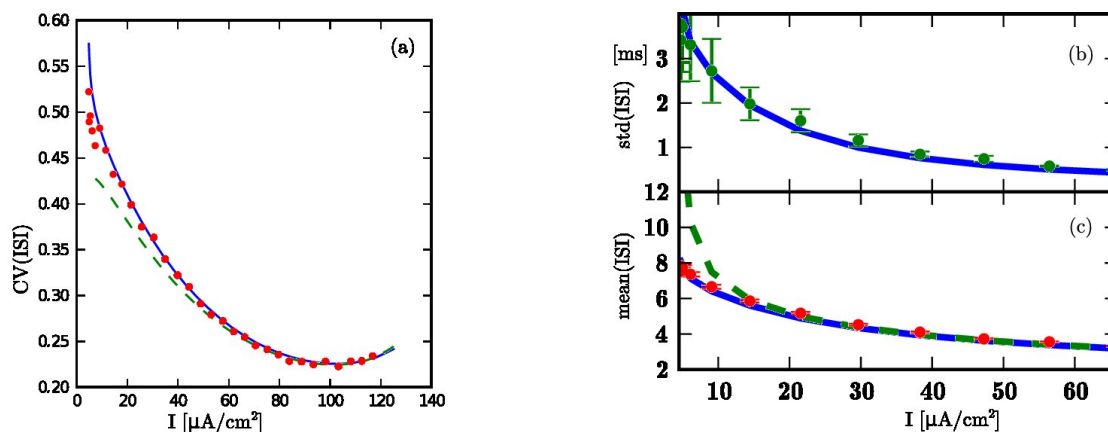 0.60
0.55
0.50
0.45
0.40
0.35
0.30
0.25
0.20
CV(ISI)
(a)
0 20 40 60 80 100 120 140
I [μA/cm²]
[ms]
std(ISI)
3
2
1
(b)
12
10
8
6
4
2
mean(ISI)
(c)
10 20 30 40 50 60
I [μA/cm²]